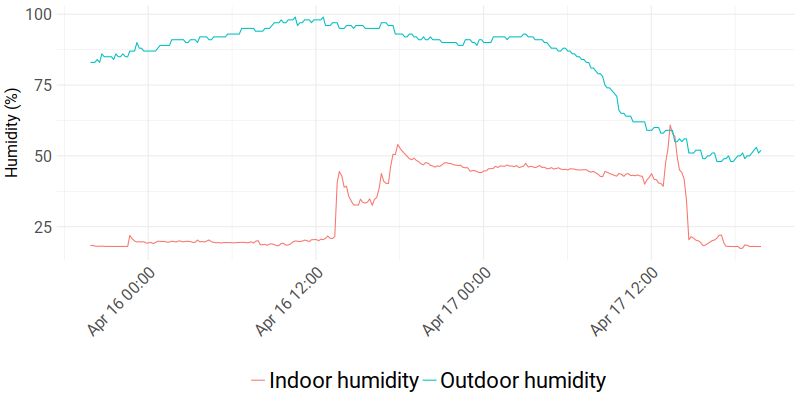 100
75
50
25
Humidity (%)
Apr 16 00:00
Apr 16 12:00
Apr 17 00:00
Apr 17 12:00
Indoor humidity
Outdoor humidity